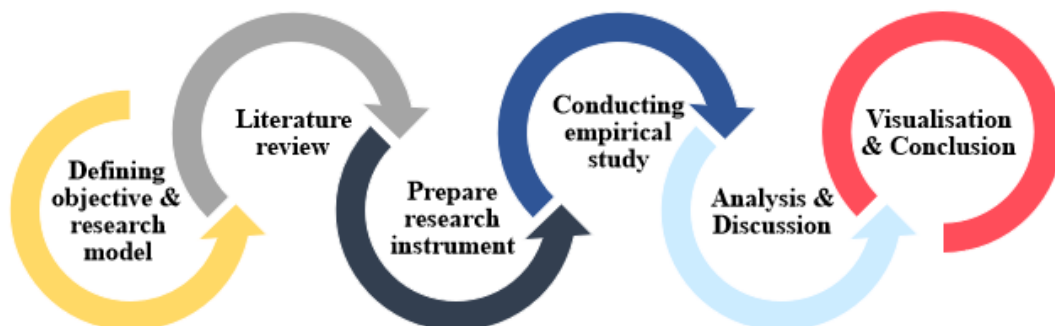 Defining
objective &
research
model
Literature
review
Prepare
research
instrument
Conducting
empirical
study
Analysis &
Discussion
Visualisation
& Conclusion